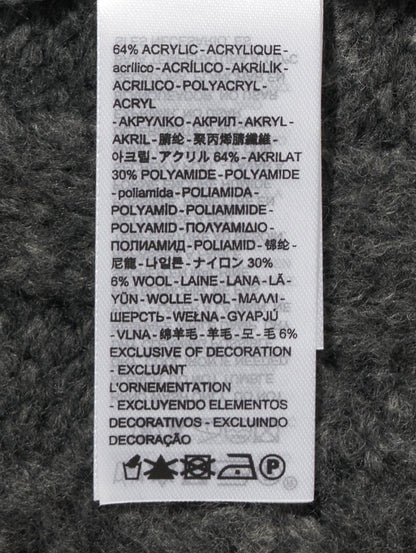 64% ACRYLIC - ACRYLIQUE -
acrílico - ACRÍLICO - AKRİLİK -
ACRILICO - POLYACRYL -
ACRYL
- ΑΚΡΥΛΙΚΟ - АКРИЛ - AKRYL -
AKRIL - 腈纶 - 聚丙烯腈纖維 -
아크릴 - アクリル 64% - AKRILAT
30% POLYAMIDE - POLYAMIDE
- poliamida - POLIAMIDA -
POLYAMİD - POLIAMMIDE -
POLYAMID - ΠΟΛΥΑΜΙΔΙΟ -
ПОЛИАМИД - POLIAMID - 锦纶 -
尼龍 - 나일론 - ナイロン 30%
6% WOOL - LAINE - LANA - LÃ -
YÜN - WOLLE - WOL - ΜΑΛΛΙ -
ШЕРСТЬ - WEŁNA - GYAPJÚ
- VLNA - 绵羊毛 - 羊毛 - 모 - 毛 6%
EXCLUSIVE OF DECORATION
- EXCLUANT
L'ORNEMENTATION
- EXCLUYENDO ELEMENTOS
DECORATIVOS - EXCLUINDO
DECORAÇÃO
P